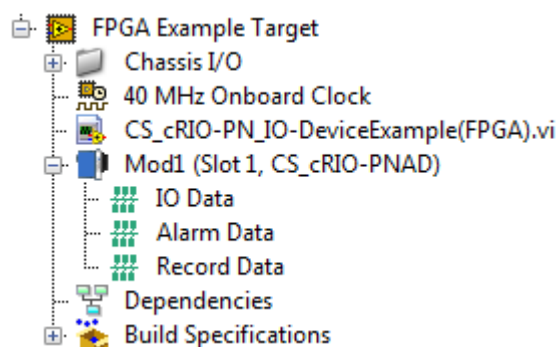 FPGA Example Target
Chassis I/O
40 MHz Onboard Clock
CS_cRIO-PN_IO-DeviceExample(FPGA).vi
Mod1 (Slot 1, CS_cRIO-PNAD)
IO Data
Alarm Data
Record Data
Dependencies
Build Specifications